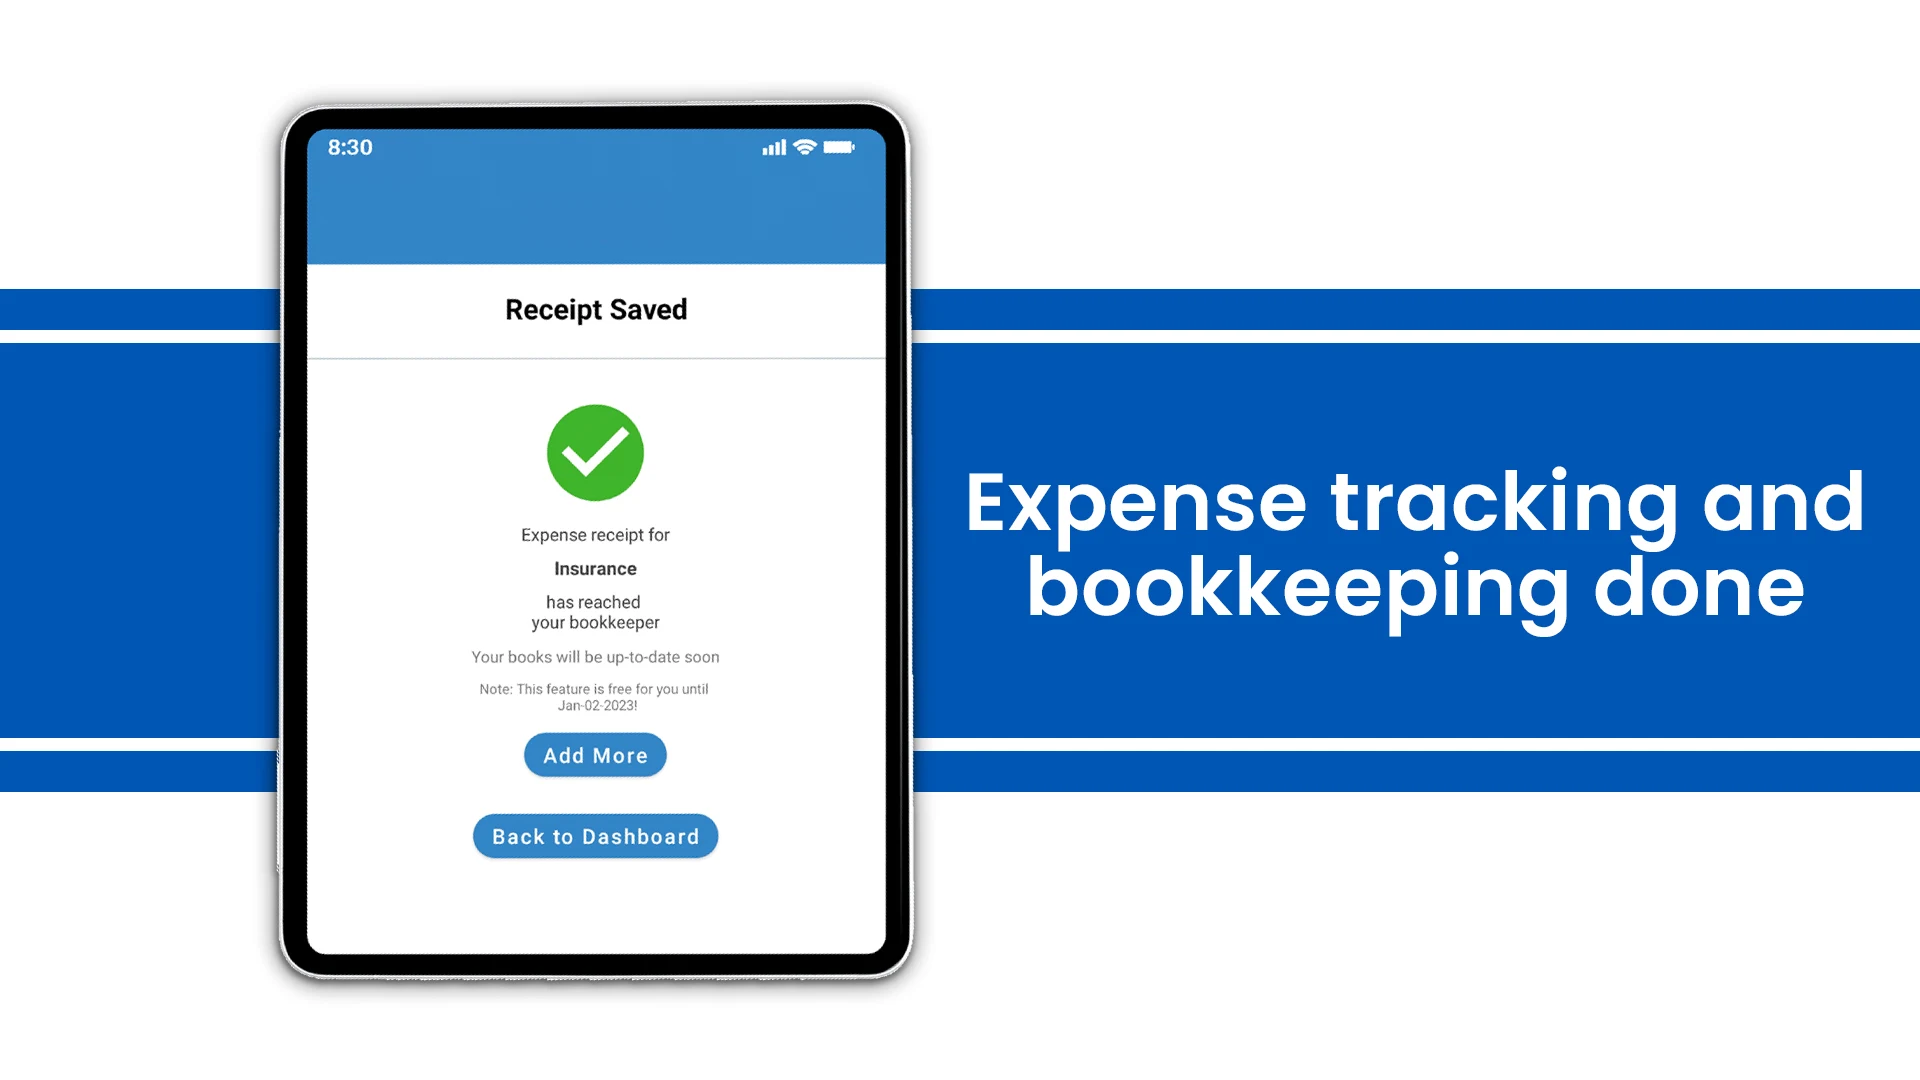 8:30
Receipt Saved
Expense receipt for
Insurance
has reached
your bookkeeper
Your books will be up-to-date soon
Note: This feature is free for you until
Jan-02-2023!
Add More
Back to Dashboard
Expense tracking and
bookkeeping done